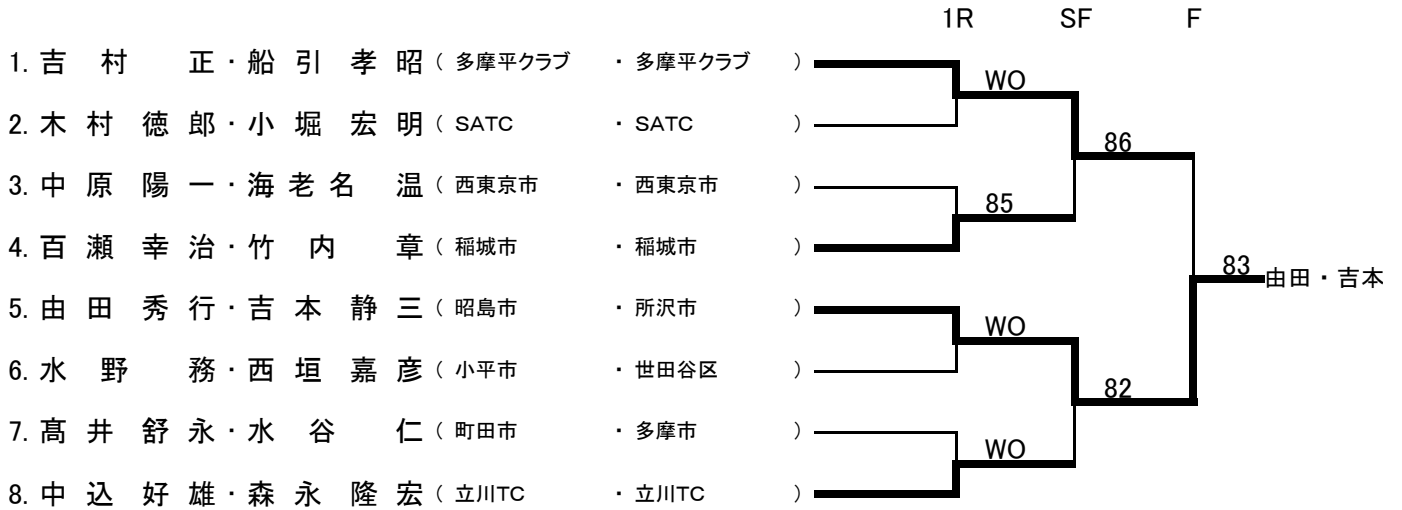 1R SF F
1. 吉 村 正・船 引 孝 昭 ( 多摩平クラブ ・ 多摩平クラブ )
WO
2. 木 村 徳 郎・小 堀 宏 明 ( SATC ・ SATC )
86
3. 中 原 陽 一・海 老 名 温 ( 西東京市 ・ 西東京市 )
85
4. 百 瀬 幸 治・竹 内 章 ( 稲城市 ・ 稲城市 )
83 由田・吉本
5. 由 田 秀 行・吉 本 静 三 ( 昭島市 ・ 所沢市 )
WO
6. 水 野 務・西 垣 嘉 彦 ( 小平市 ・ 世田谷区 )
82
7. 髙 井 舒 永・水 谷 仁 ( 町田市 ・ 多摩市 )
WO
8. 中 込 好 雄・森 永 隆 宏 ( 立川TC ・ 立川TC )